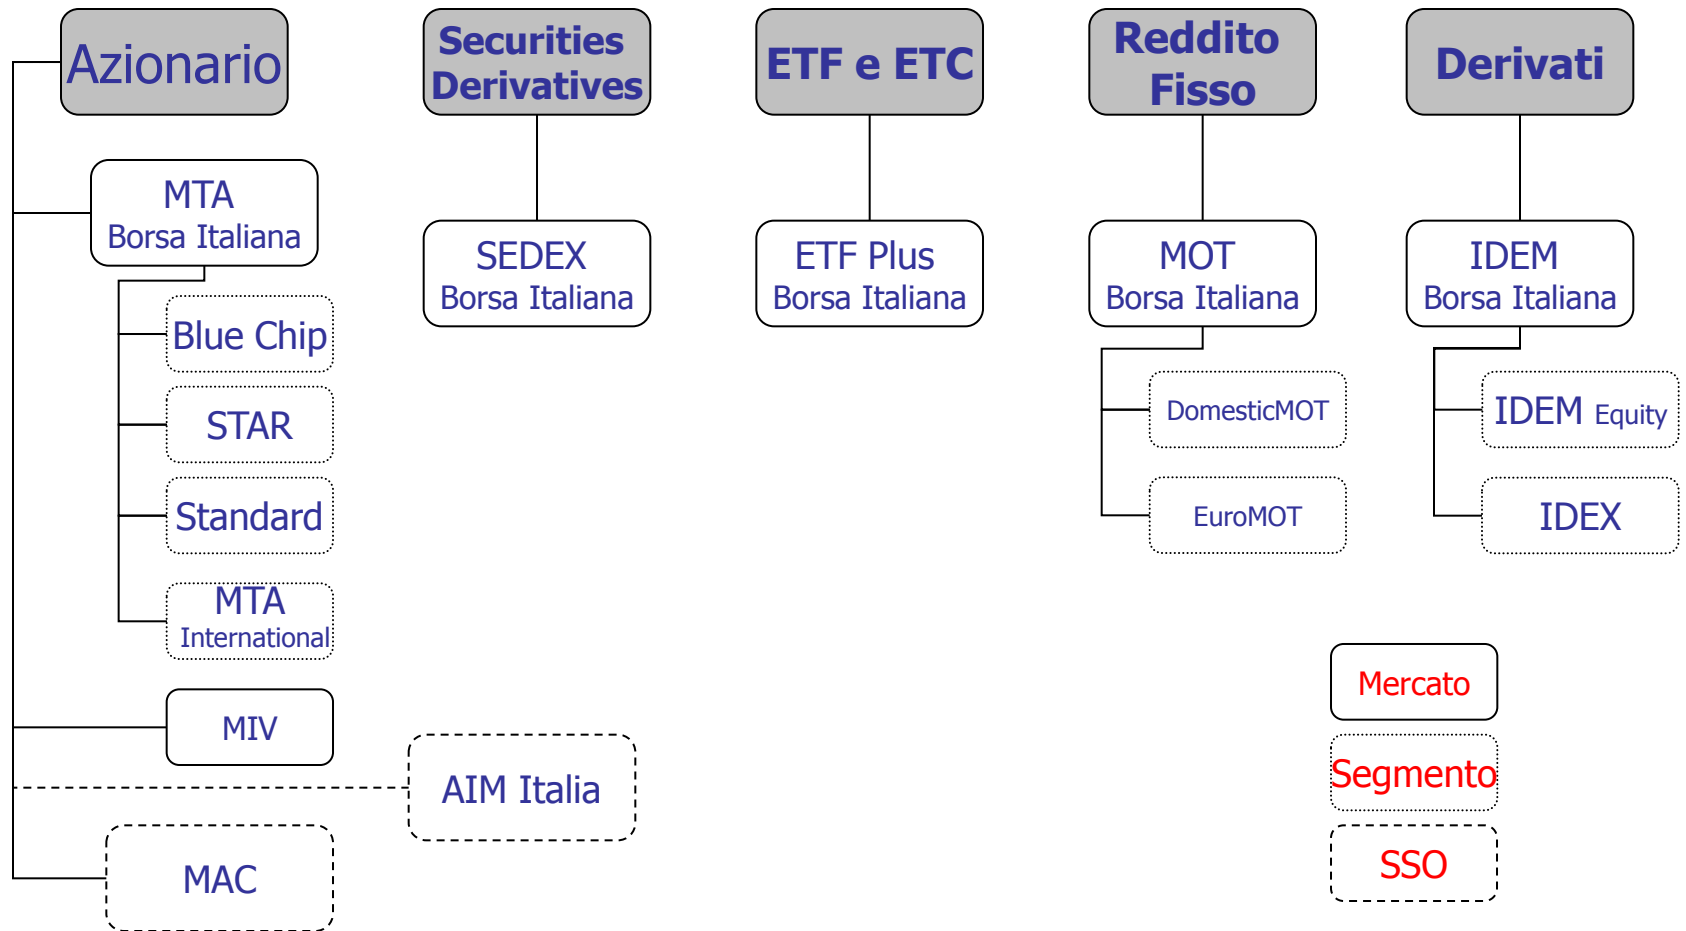 Azionario
Securities
Derivatives
ETF e ETC
Reddito
Fisso
Derivati
MTA
Borsa Italiana
SEDEX
Borsa Italiana
ETF Plus
Borsa Italiana
MOT
Borsa Italiana
IDEM
Borsa Italiana
Blue Chip
STAR
Standard
MTA
International
DomesticMOT
EuroMOT
IDEM Equity
IDEX
MIV
AIM Italia
MAC
Mercato
Segmento
SSO